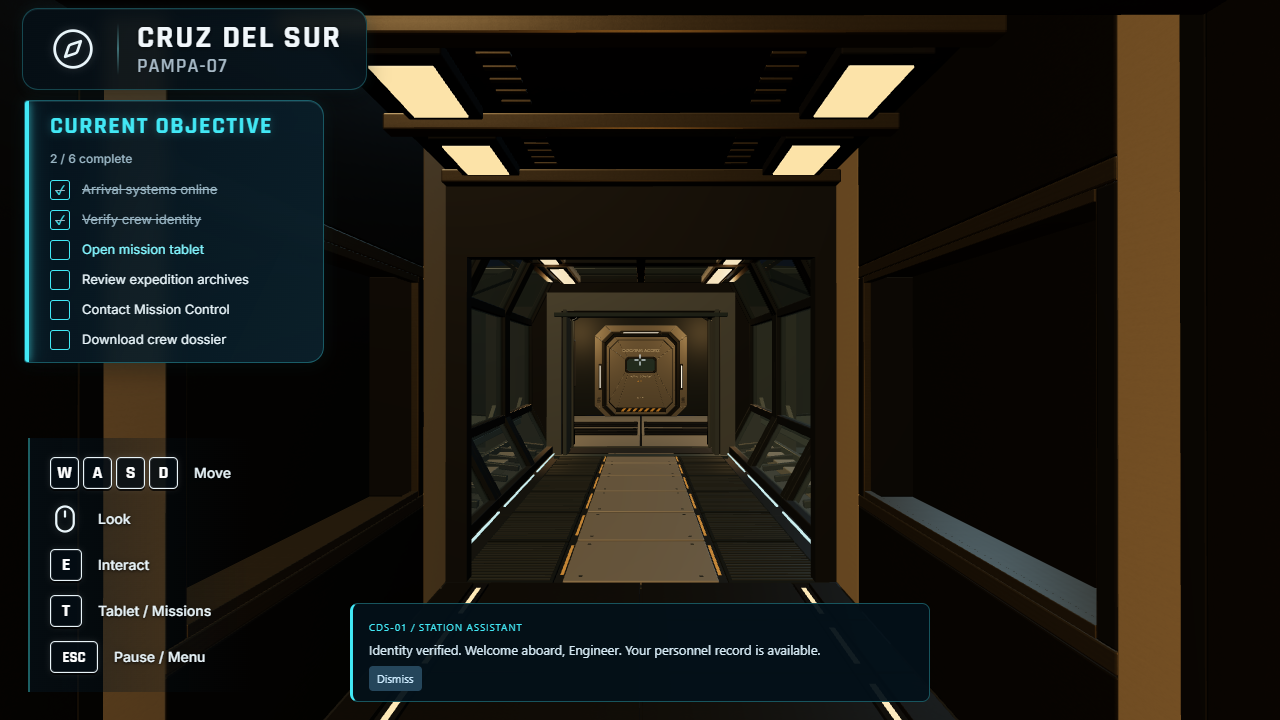 CRUZ DEL SUR
PAMPA-07
CURRENT OBJECTIVE
2 / 6 complete
Arrival systems online
Verify crew identity
Open mission tablet
Review expedition archives
Contact Mission Control
Download crew dossier
W A S D Move
Look
E Interact
T Tablet / Missions
ESC Pause / Menu
CDS-01 / STATION ASSISTANT
Identity verified. Welcome aboard, Engineer. Your personnel record is available.
Dismiss